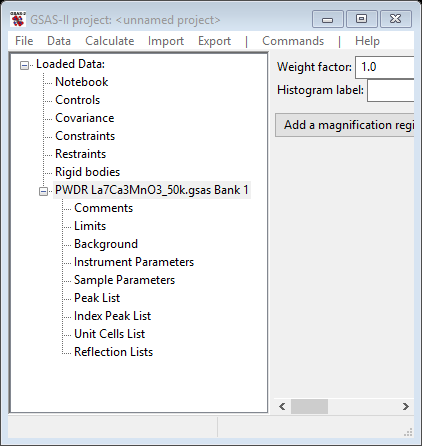 GSAS-II project: <unnamed project>
File Data Calculate Import Export | Commands | Help
Loaded Data:
Notebook
Controls
Covariance
Constraints
Restraints
Rigid bodies
PWDR La7Ca3MnO3_50k.gsas Bank 1
Comments
Limits
Background
Instrument Parameters
Sample Parameters
Peak List
Index Peak List
Unit Cells List
Reflection Lists
Weight factor: 1.0
Histogram label:
Add a magnification regi